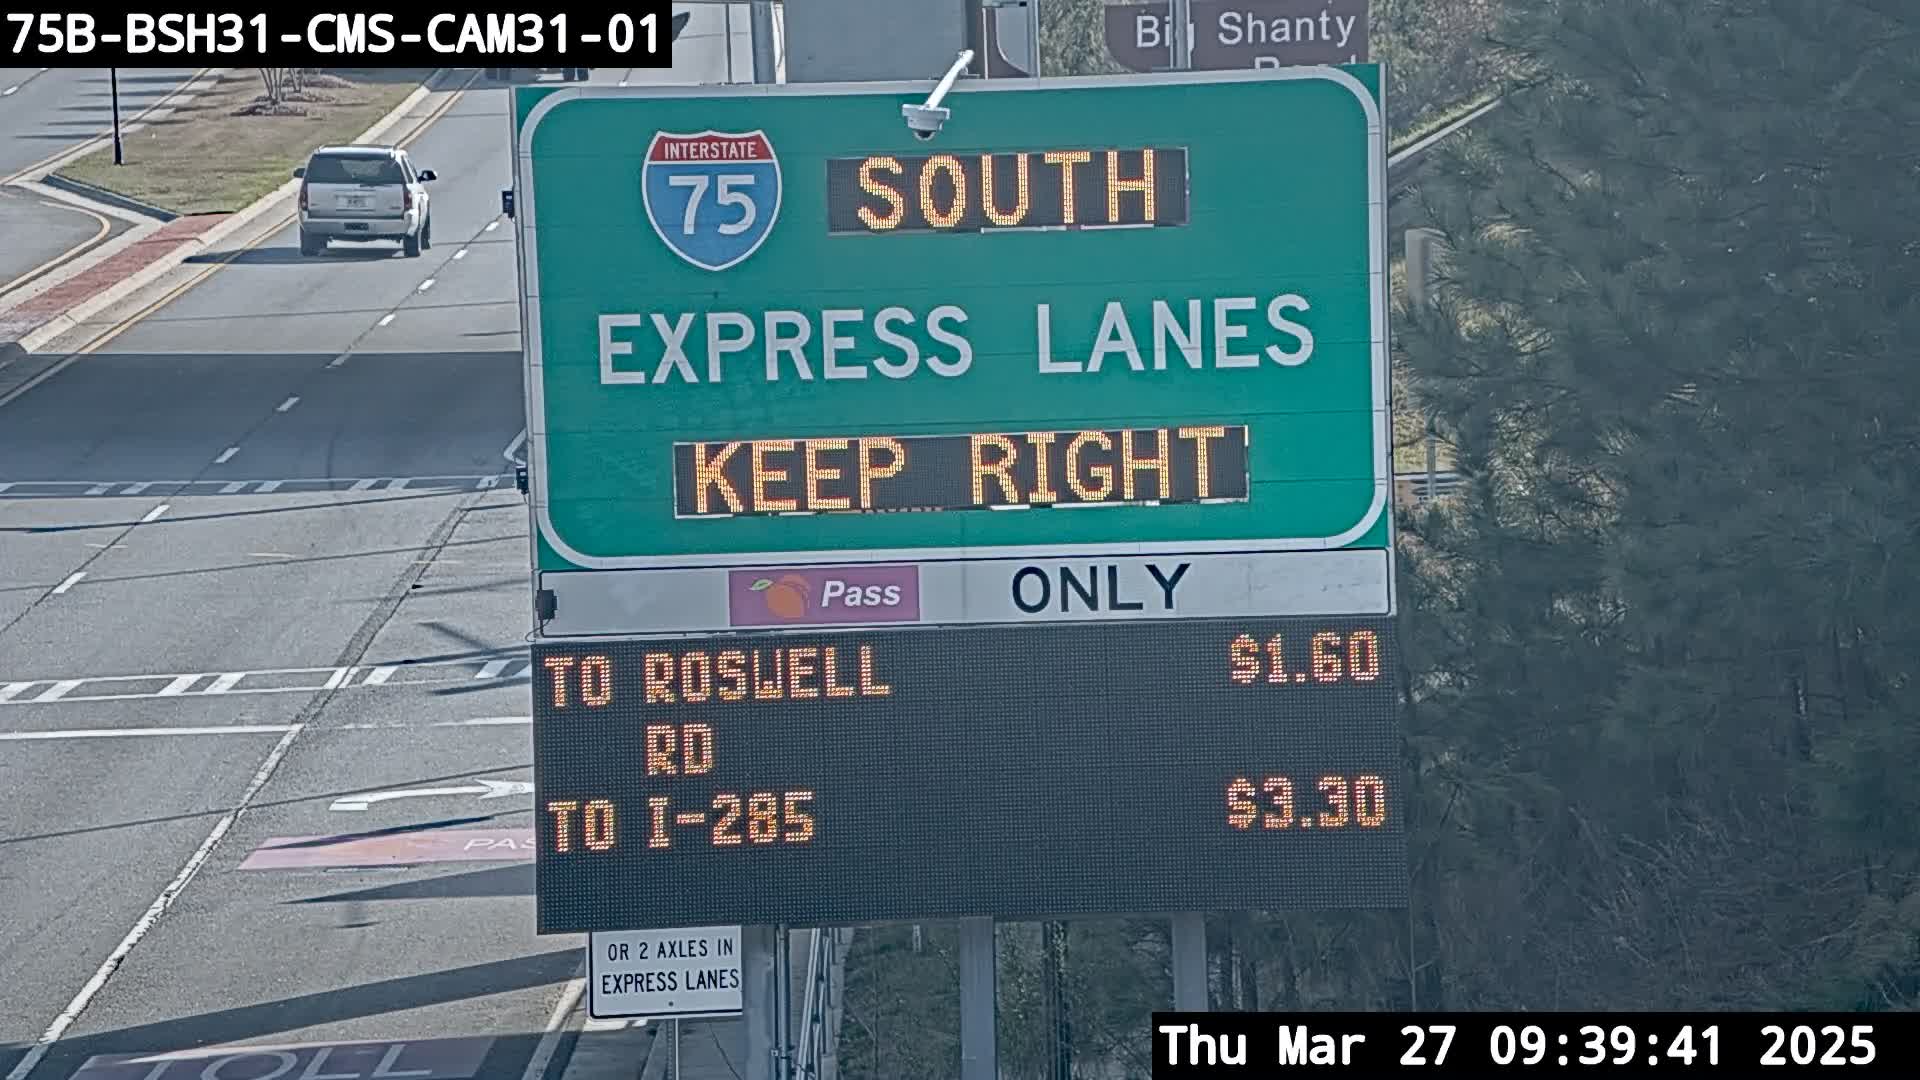 75B-BSH31-CMS-CAM31-01
Big Shanty
Road
INTERSTATE
75
SOUTH
EXPRESS LANES
KEEP RIGHT
Pass ONLY
TO ROSWELL $1.60
RD
TO I-285 $3.30
PAS
OR 2 AXLES IN
EXPRESS LANES
TOLL
Thu Mar 27 09:39:41 2025